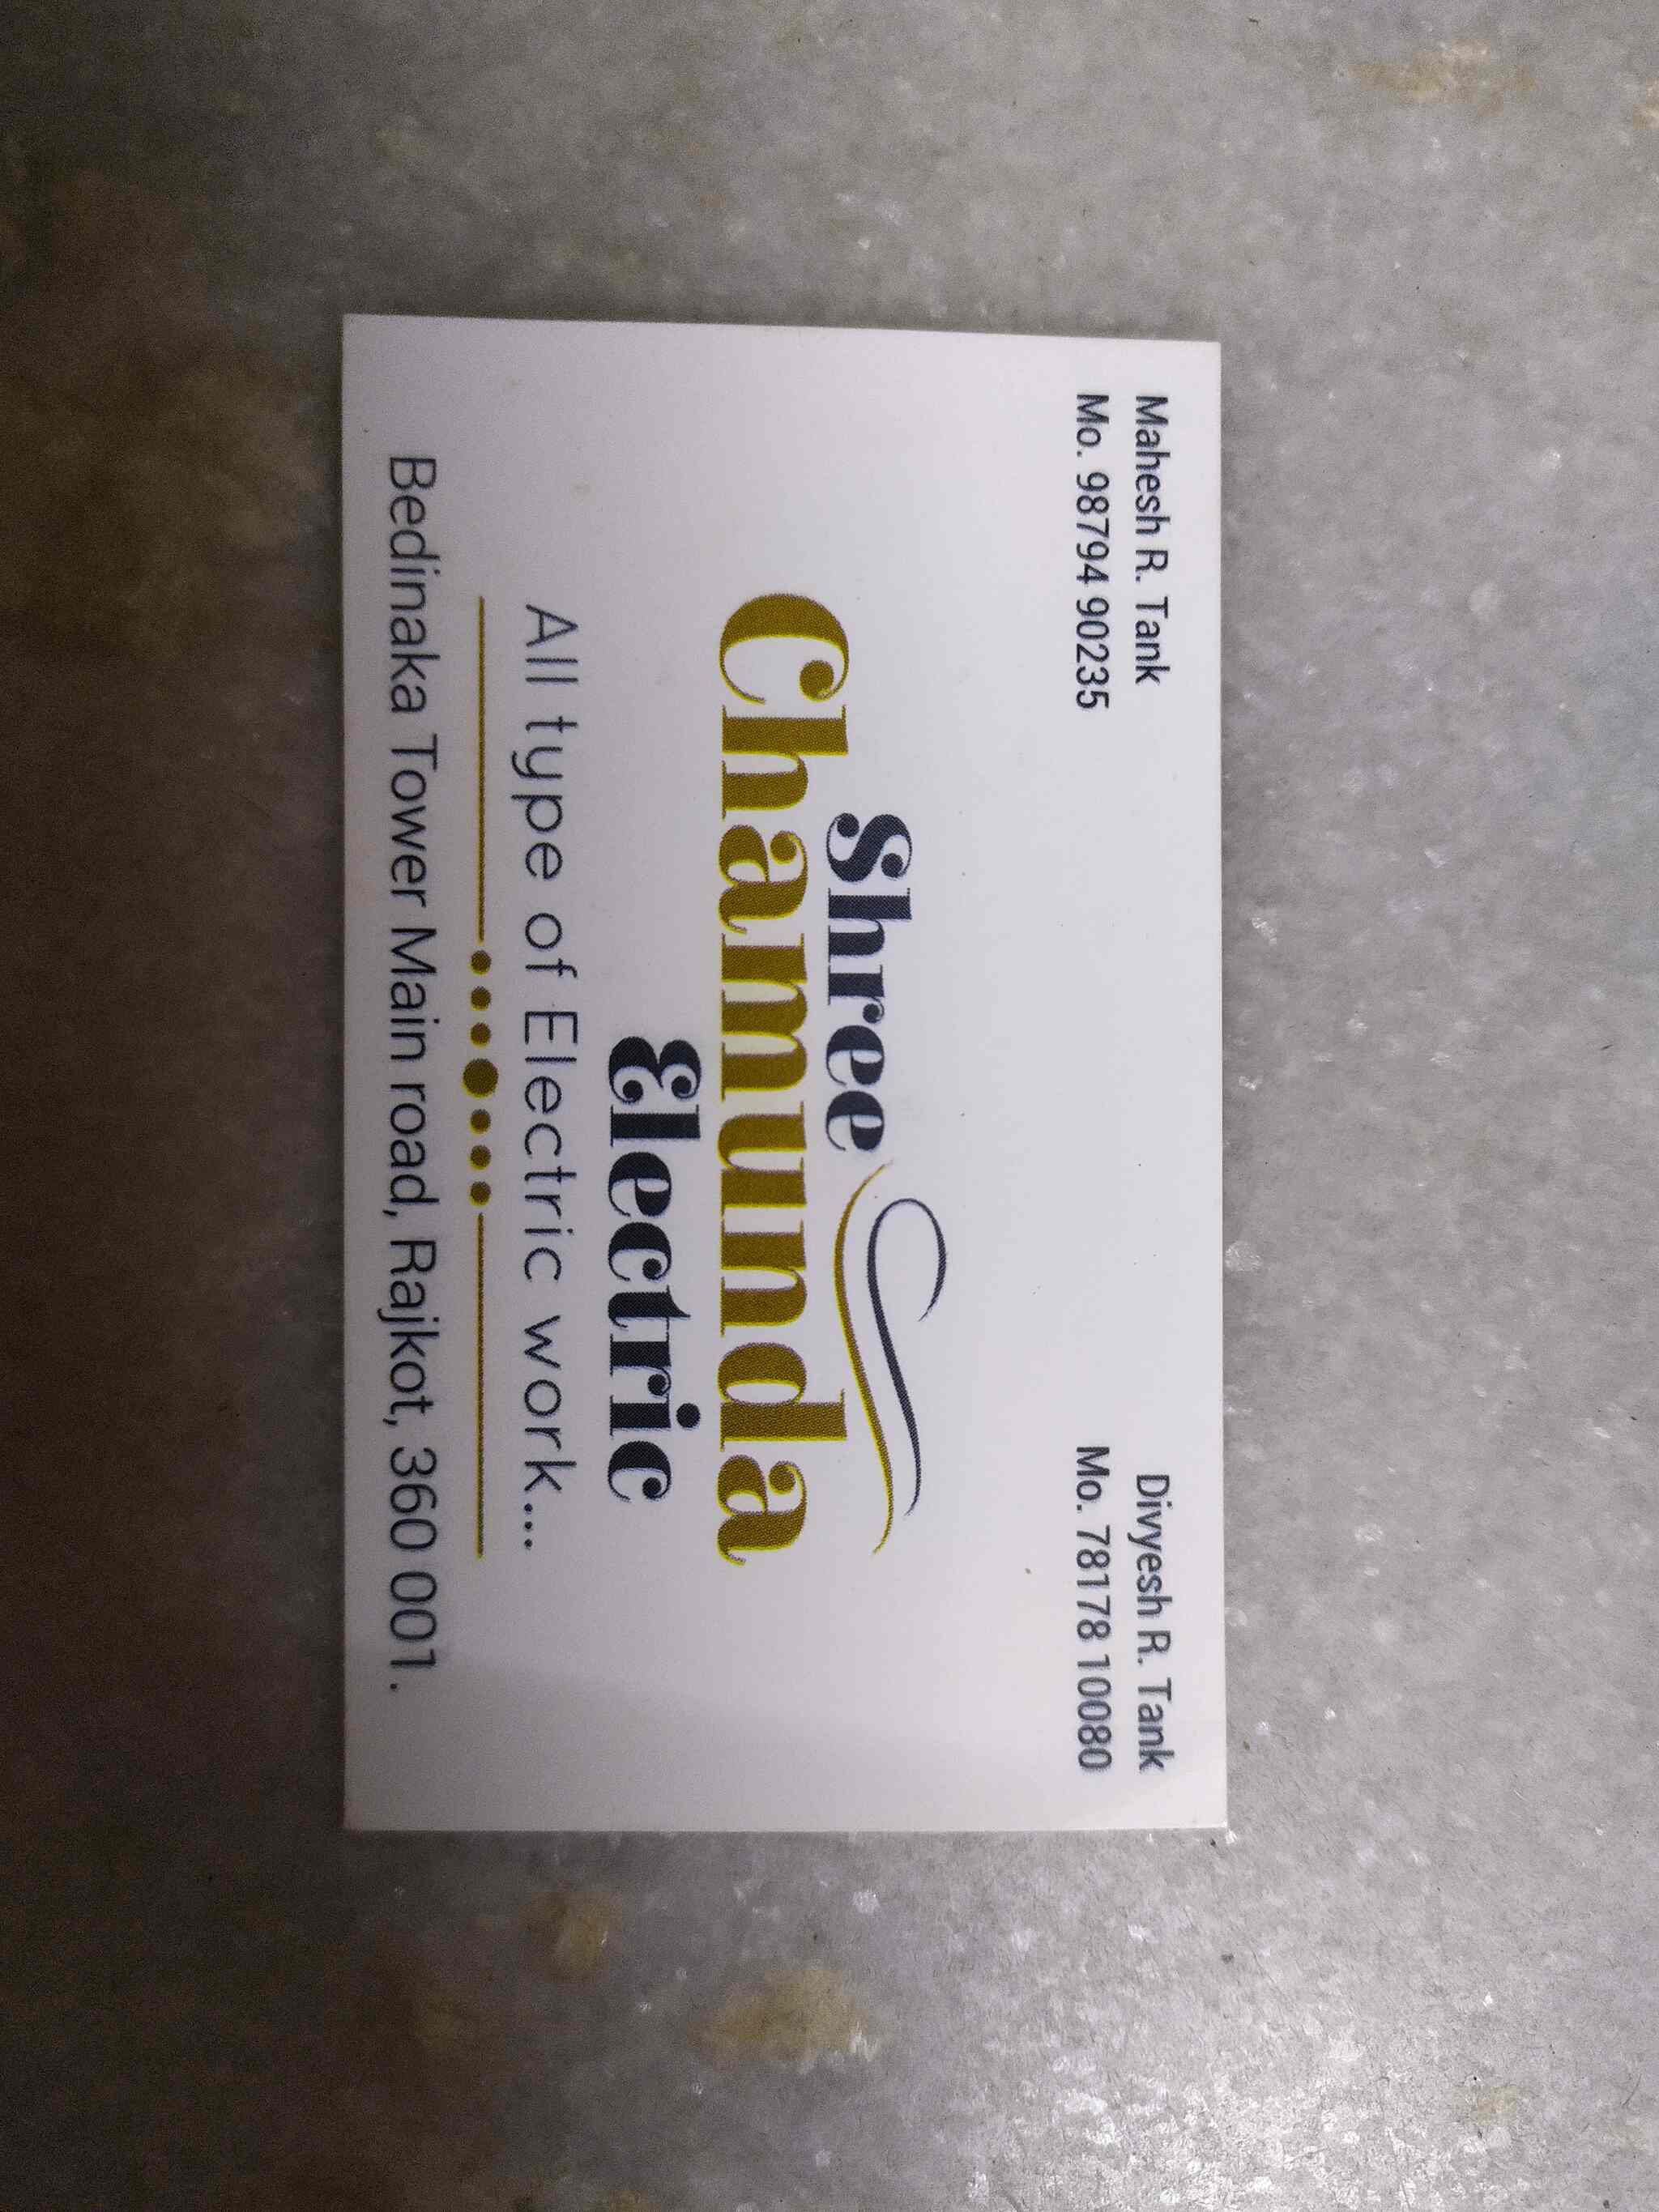 Mahesh R. Tank
Mo. 98794 90235
Divyesh R. Tank
Mo. 78178 10080
Shree
Chamunda
Electric
All type of Electric work...
Bedinaka Tower Main road, Rajkot, 360 001.